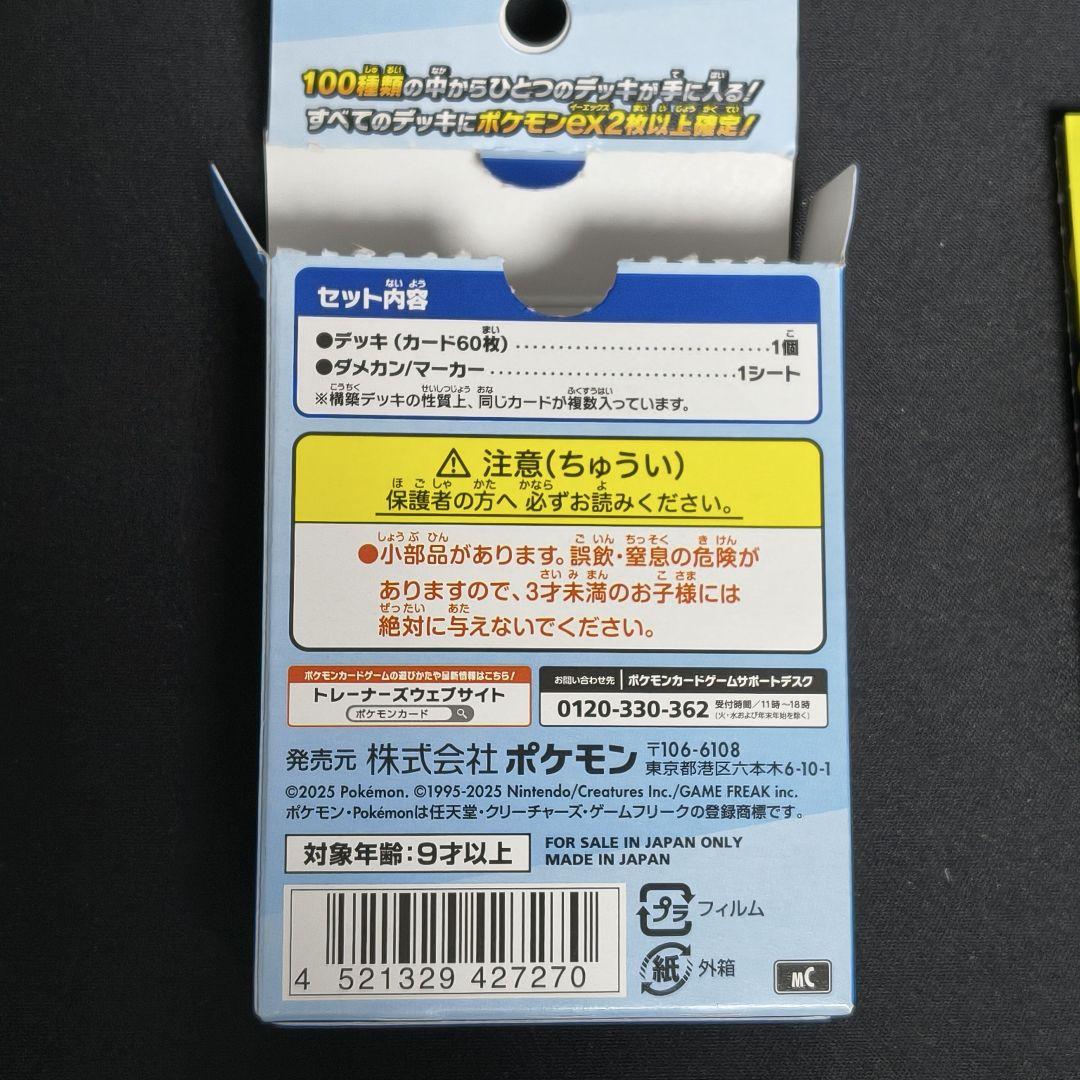 100種類の中からひとつのデッキが手に入る!
すべてのデッキにポケモンex2枚以上確定!
セット内容
●デッキ(カード60枚)……………………………1個
●ダメカン/マーカー……………………………1シート
※構築デッキの性質上、同じカードが複数入っています。
⚠ 注意(ちゅうい)
保護者の方へ 必ずお読みください。
●小部品があります。誤飲・窒息の危険が
ありますので、3才未満のお子様には
絶対に与えないでください。
ポケモンカードゲームの遊びかたや最新情報はこちら!
トレーナーズウェブサイト
ポケモンカード
お問い合わせ先 ポケモンカードゲームサポートデスク
0120-330-362 受付時間/11時〜18時
(火・水および年末年始を除く)
発売元 株式会社 ポケモン 〒106-6108
東京都港区六本木6-10-1
©2025 Pokémon. ©1995-2025 Nintendo/Creatures Inc./GAME FREAK inc.
ポケモン・Pokémonは任天堂・クリーチャーズ・ゲームフリークの登録商標です。
対象年齢:9才以上
FOR SALE IN JAPAN ONLY
MADE IN JAPAN
4 521329 427270
プラ フィルム
紙 外箱
MC